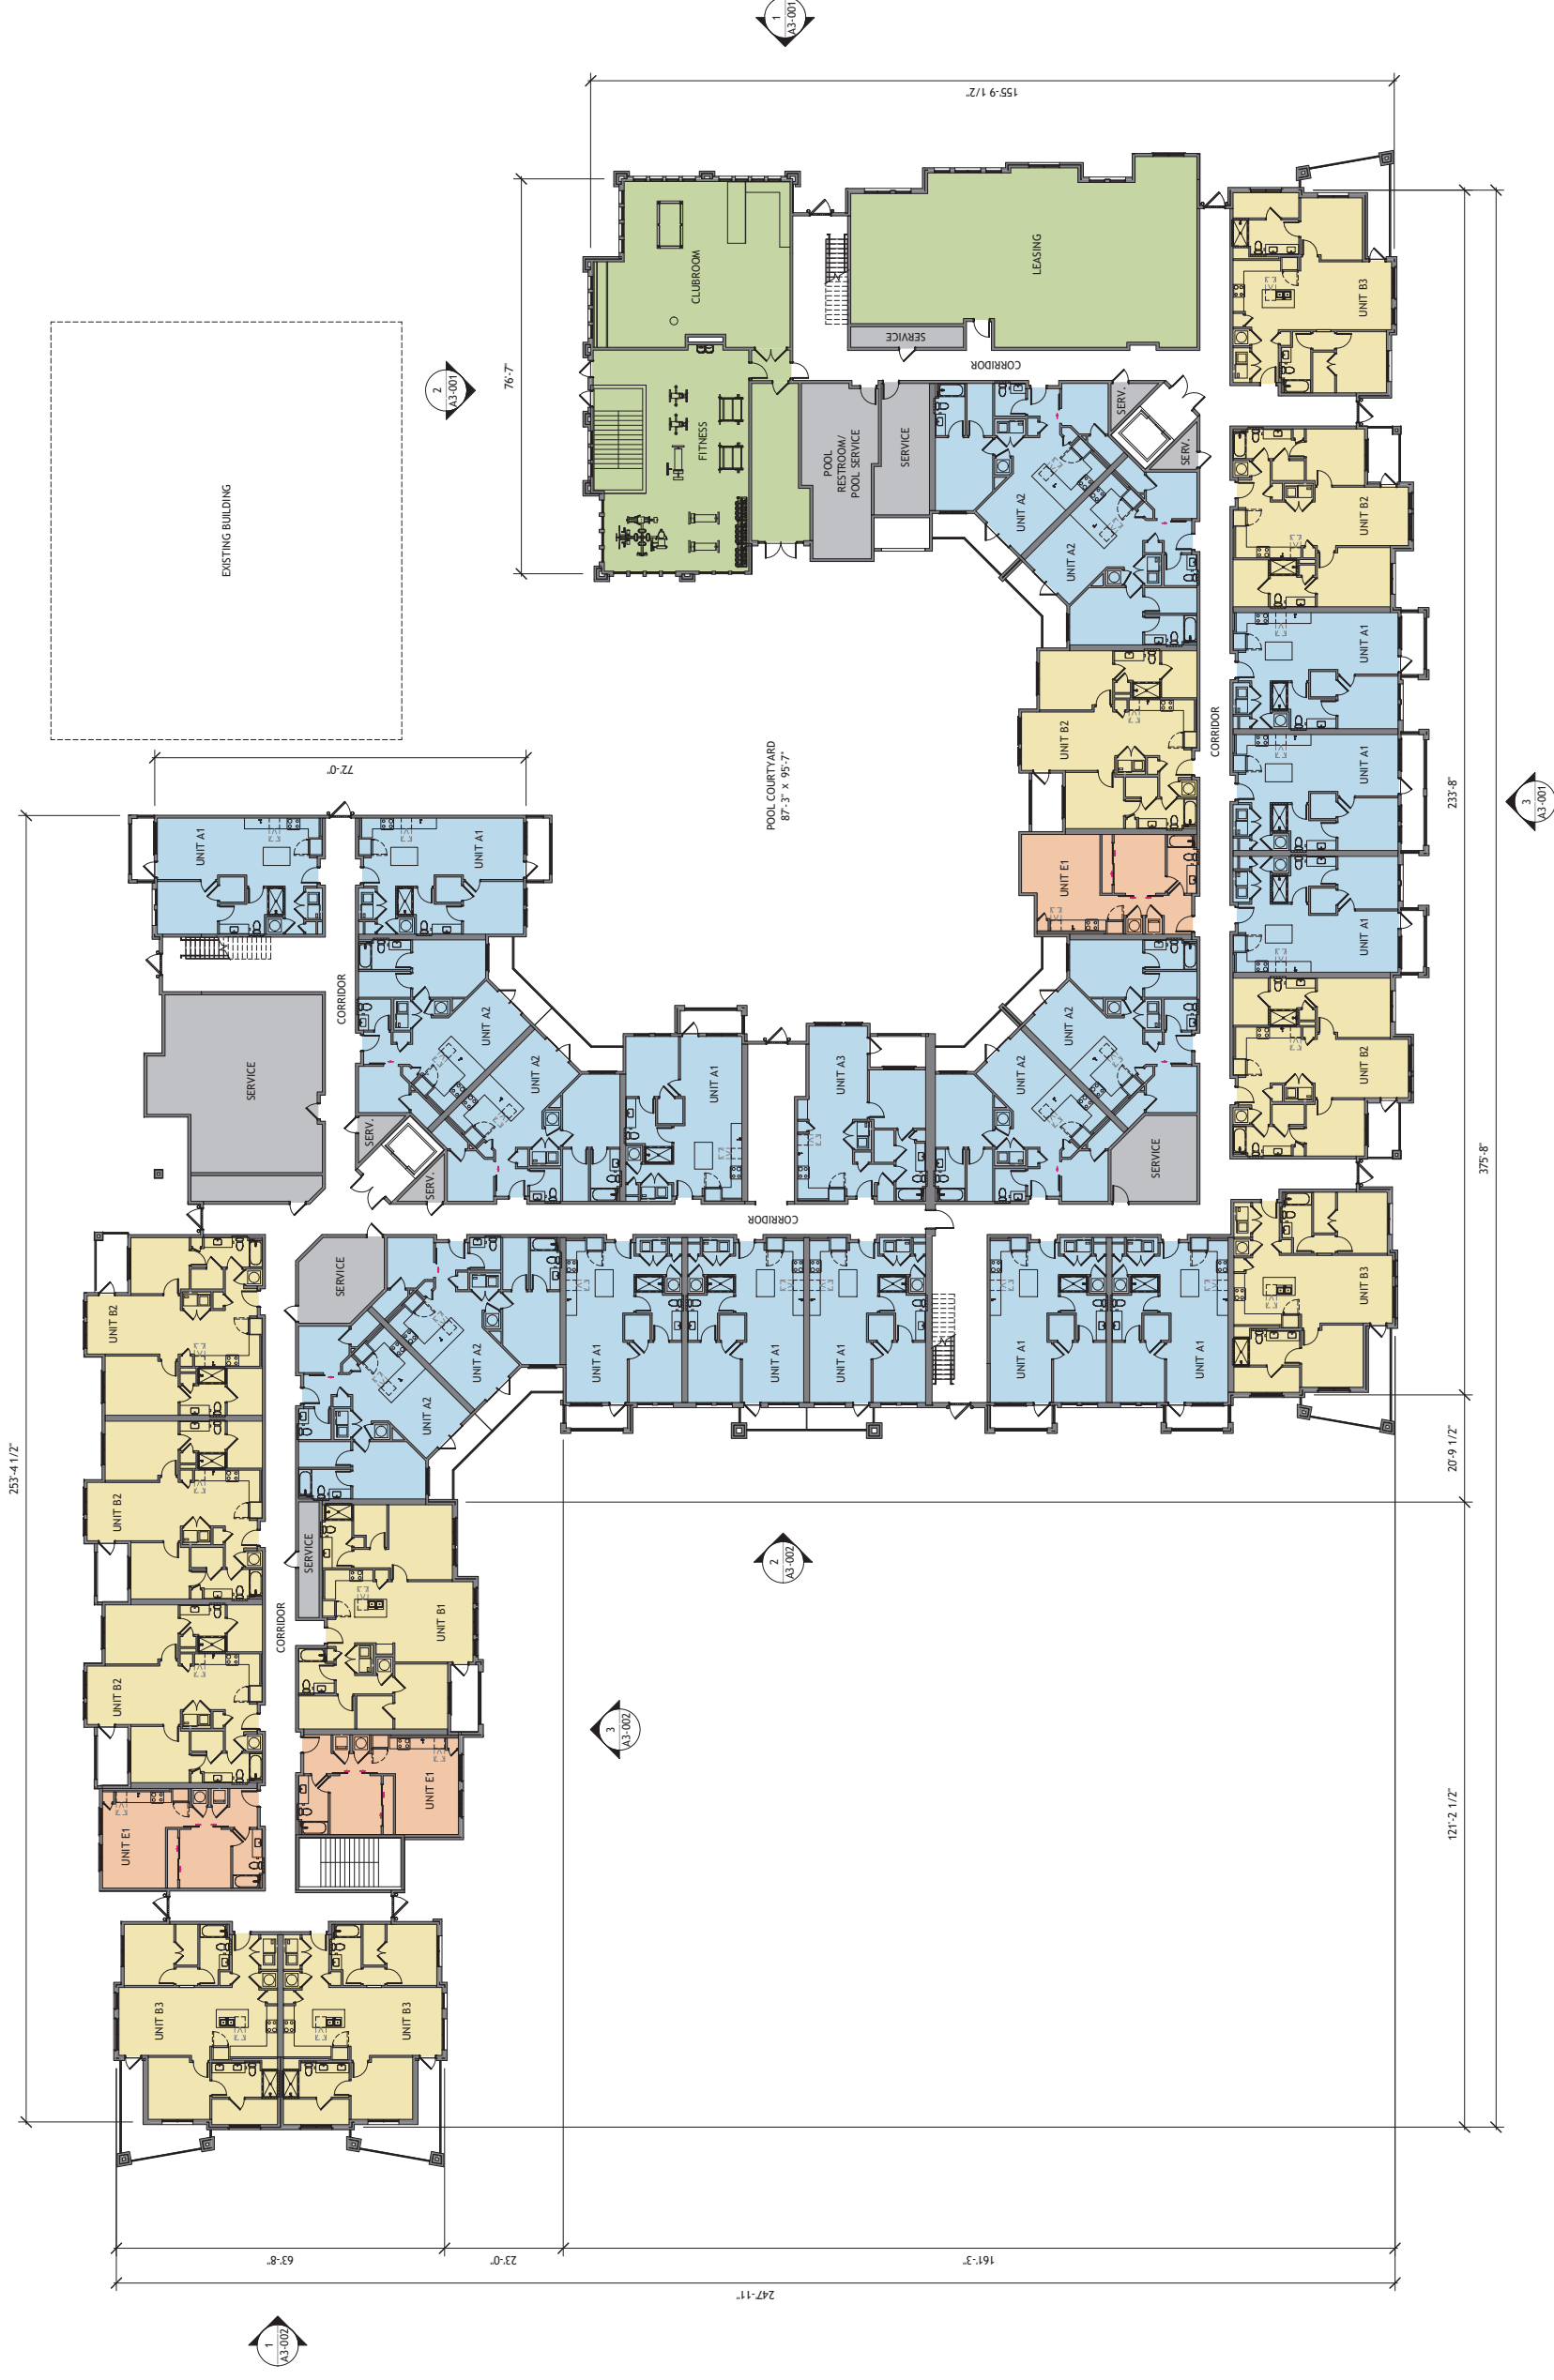 1
A3-001
155'-9 1/2"
76'-7"
2
A3-001
EXISTING BUILDING
CLUBROOM
LEASING
SERVICE
CORRIDOR
FITNESS
POOL
RESTROOM/
POOL SERVICE
SERVICE
UNIT A2
SERV.
SERV.
UNIT A2
UNIT B3
UNIT B2
UNIT A1
UNIT B2
CORRIDOR
UNIT A1
233'-8"
3
A3-001
POOL COURTYARD
87'-3" X 95'-7"
72'-0"
UNIT A1
UNIT A1
UNIT E1
UNIT A1
CORRIDOR
UNIT A2
UNIT A2
UNIT A1
UNIT A3
UNIT A2
UNIT A2
UNIT B2
SERVICE
SERV.
SERV.
SERVICE
375'-8"
CORRIDOR
UNIT B2
SERVICE
UNIT A2
UNIT A2
UNIT A1
UNIT A1
UNIT A1
UNIT A1
UNIT A1
UNIT B3
253'-4 1/2"
20'-9 1/2"
UNIT B2
SERVICE
2
A3-002
CORRIDOR
UNIT B1
UNIT B2
3
A3-002
UNIT E1
UNIT E1
121'-2 1/2"
UNIT B3
UNIT B3
63'-8"
23'-0"
161'-3"
247'-11"
1
A3-002